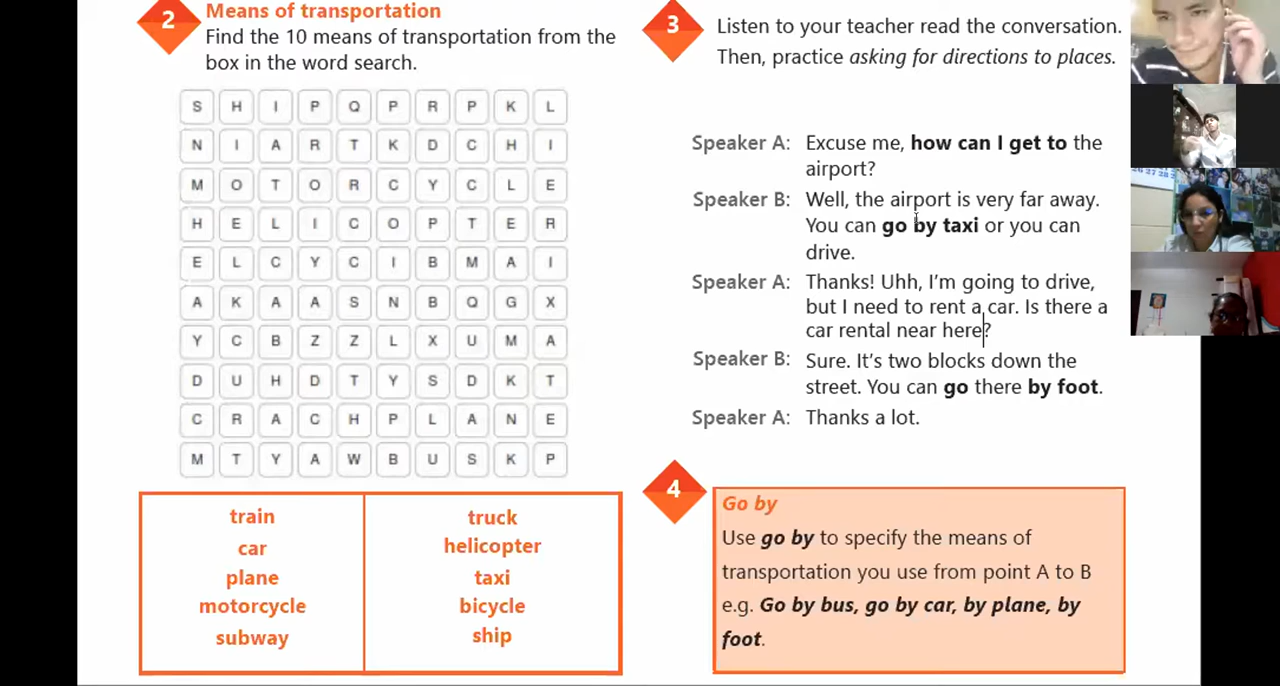 2
Means of transportation
Find the 10 means of transportation from the
box in the word search.
S H I P Q P R P K L
N I A R T K D C H I
M O T O R C Y C L E
H E L I C O P T E R
E L C Y C I B M A I
A K A A S N B Q G X
Y C B Z Z L X U M A
D U H D T Y S D K T
C R A C H P L A N E
M T Y A W B U S K P
train
car
plane
motorcycle
subway
truck
helicopter
taxi
bicycle
ship
3
Listen to your teacher read the conversation.
Then, practice asking for directions to places.
Speaker A: Excuse me, how can I get to the
airport?
Speaker B: Well, the airport is very far away.
You can go by taxi or you can
drive.
Speaker A: Thanks! Uhh, I'm going to drive,
but I need to rent a car. Is there a
car rental near here?
Speaker B: Sure. It's two blocks down the
street. You can go there by foot.
Speaker A: Thanks a lot.
4
Go by
Use go by to specify the means of
transportation you use from point A to B
e.g. Go by bus, go by car, by plane, by
foot.
26 27 28 2